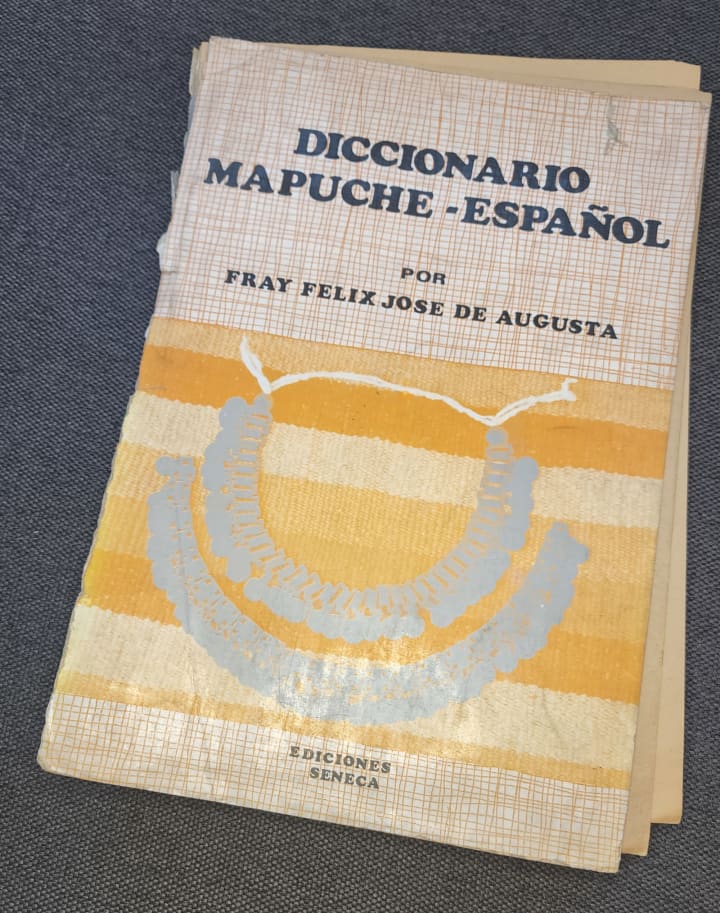 DICCIONARIO
MAPUCHE - ESPAÑOL
POR
FRAY FELIX JOSE DE AUGUSTA
EDICIONES
SENECA